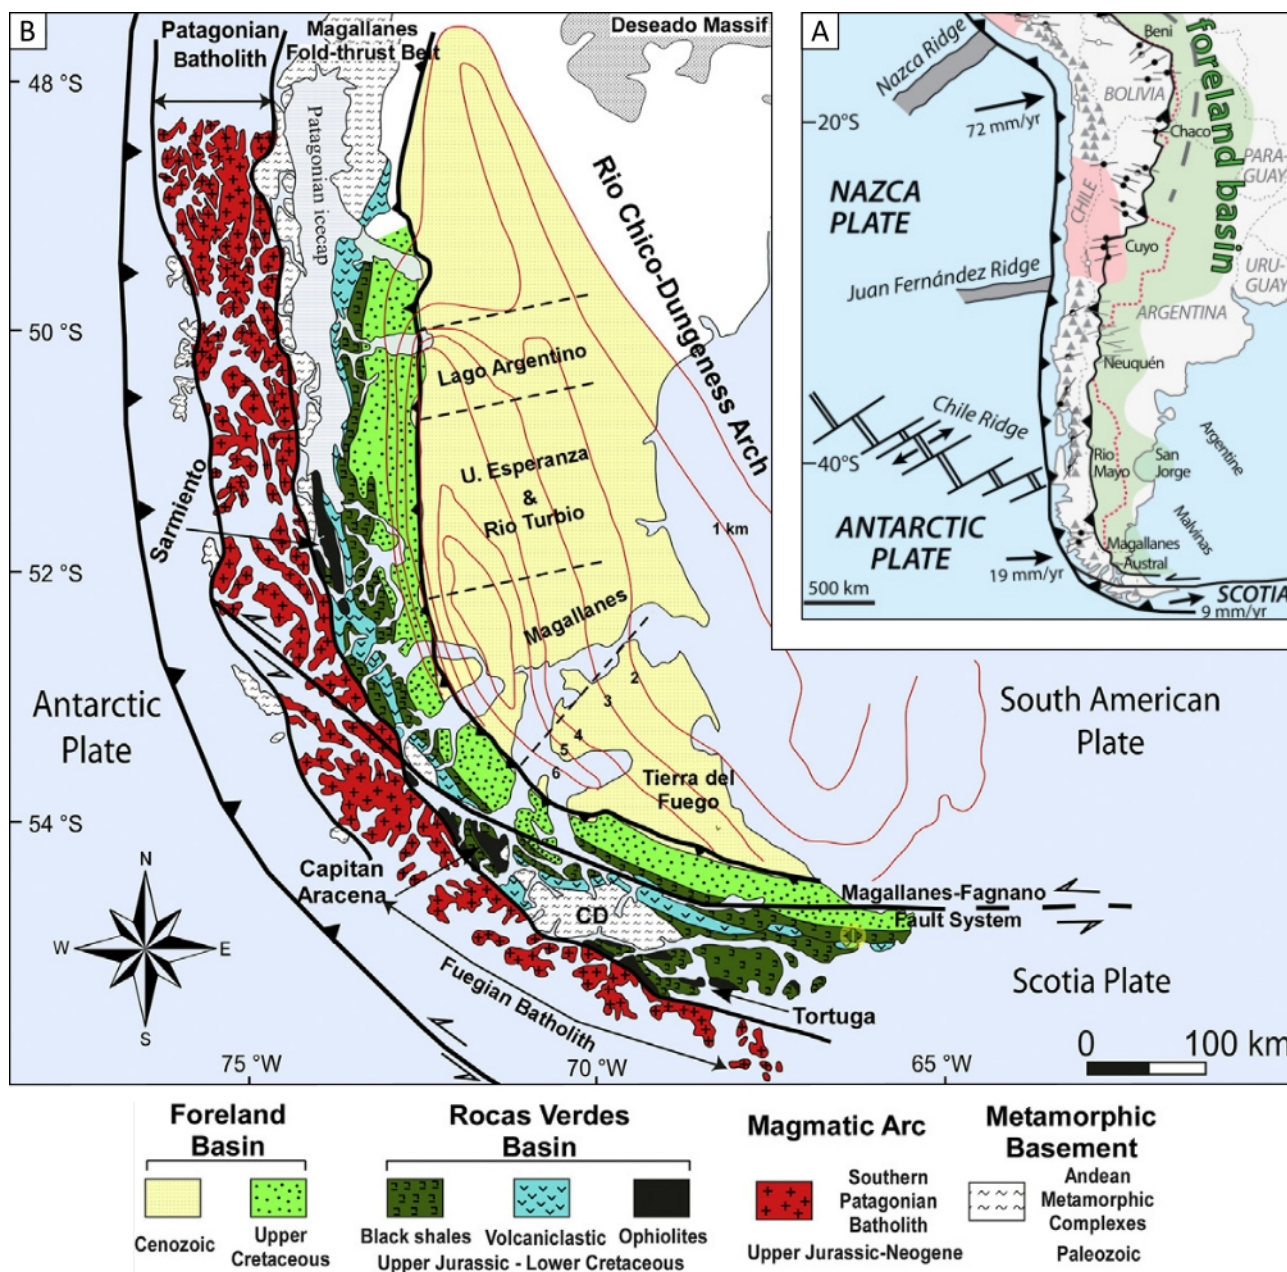 B
Patagonian
Batholith
Magallanes
Fold-thrust Belt
Deseado Massif
48° S
50° S
52° S
54° S
Patagonian icecap
Rio Chico-Dungeness Arch
Lago Argentino
U. Esperanza
&
Rio Turbio
1 km
Sarmiento
Magallanes
2
3
4
5
6
Antarctic
Plate
South American
Plate
Tierra del
Fuego
Capitan
Aracena
CD
Magallanes-Fagnano
Fault System
Fuegian Batholith
Tortuga
Scotia Plate
N
W
E
S
75 °W
70 °W
65 °W
0
100 km
A
Nazca Ridge
72 mm/yr
20°S
NAZCA
PLATE
Beni
BOLIVIA
Chaco
foreland basin
PARA-
GUAY
CHILE
Cuyo
URU-
GUAY
Juan Fernández Ridge
ARGENTINA
Neuquén
Chile Ridge
40°S
Rio
Mayo
San
Jorge
Argentine
Malvinas
ANTARCTIC
PLATE
Magallanes
Austral
19 mm/yr
500 km
SCOTIA
9 mm/yr
Foreland
Basin
Rocas Verdes
Basin
Magmatic Arc
Metamorphic
Basement
Cenozoic
Upper
Cretaceous
Black shales
Volcaniclastic
Ophiolites
Upper Jurassic - Lower Cretaceous
Southern
Patagonian
Batholith
Upper Jurassic-Neogene
Andean
Metamorphic
Complexes
Paleozoic